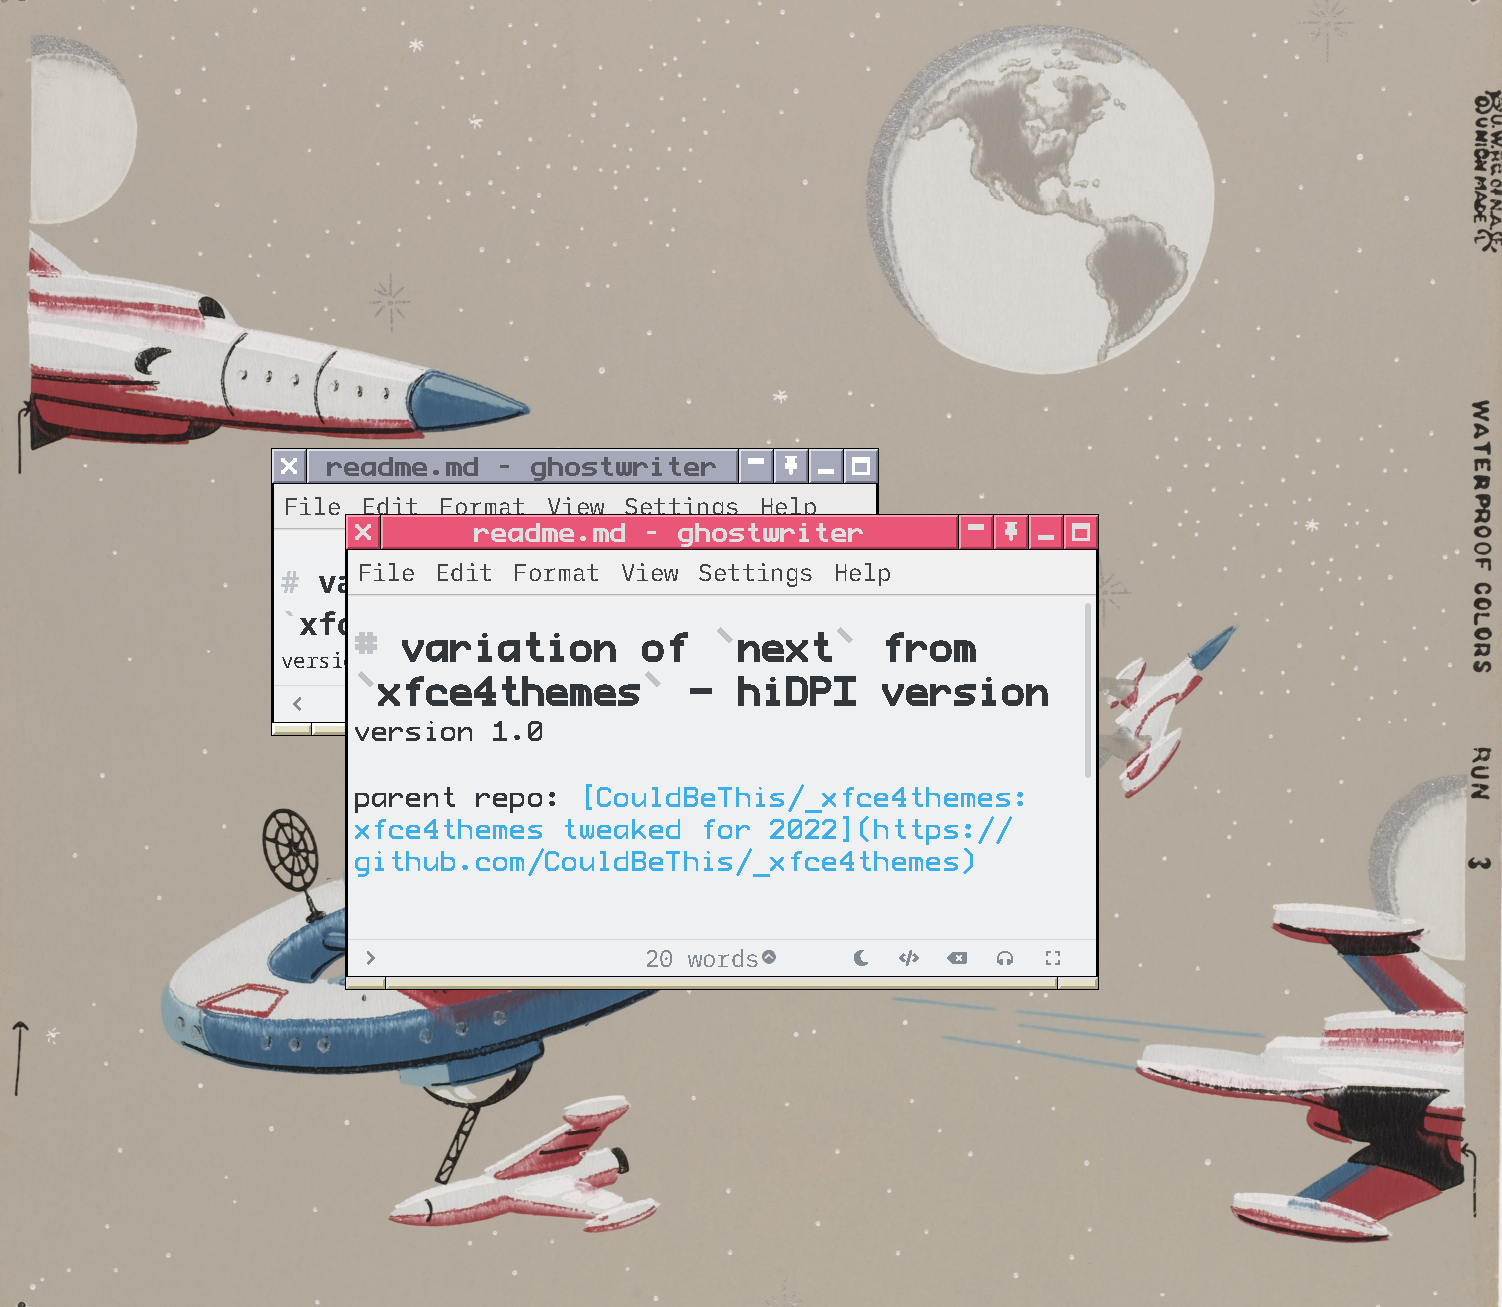 readme.md - ghostwriter
File Edit Format View Settings Help
# va
`xfc
versi
readme.md - ghostwriter
File Edit Format View Settings Help
# variation of `next` from
`xfce4themes` - hiDPI version
version 1.0
parent repo: [CouldBeThis/_xfce4themes:
xfce4themes tweaked for 2022](https://
github.com/CouldBeThis/_xfce4themes)
20 words
UNION MADE
WATERPROOF COLORS
RUN
3